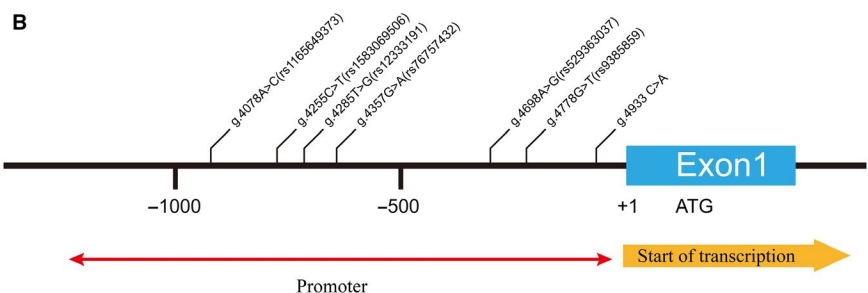 B
g.4078A>C(rs1165649373)
g.4255C>T(rs1583069506)
g.4285T>G(rs12333191)
g.4357G>A(rs76757432)
g.4698A>G(rs529363037)
g.4778G>T(rs9385859)
g.4933 C>A
Exon1
−1000
−500
+1
ATG
Promoter
Start of transcription